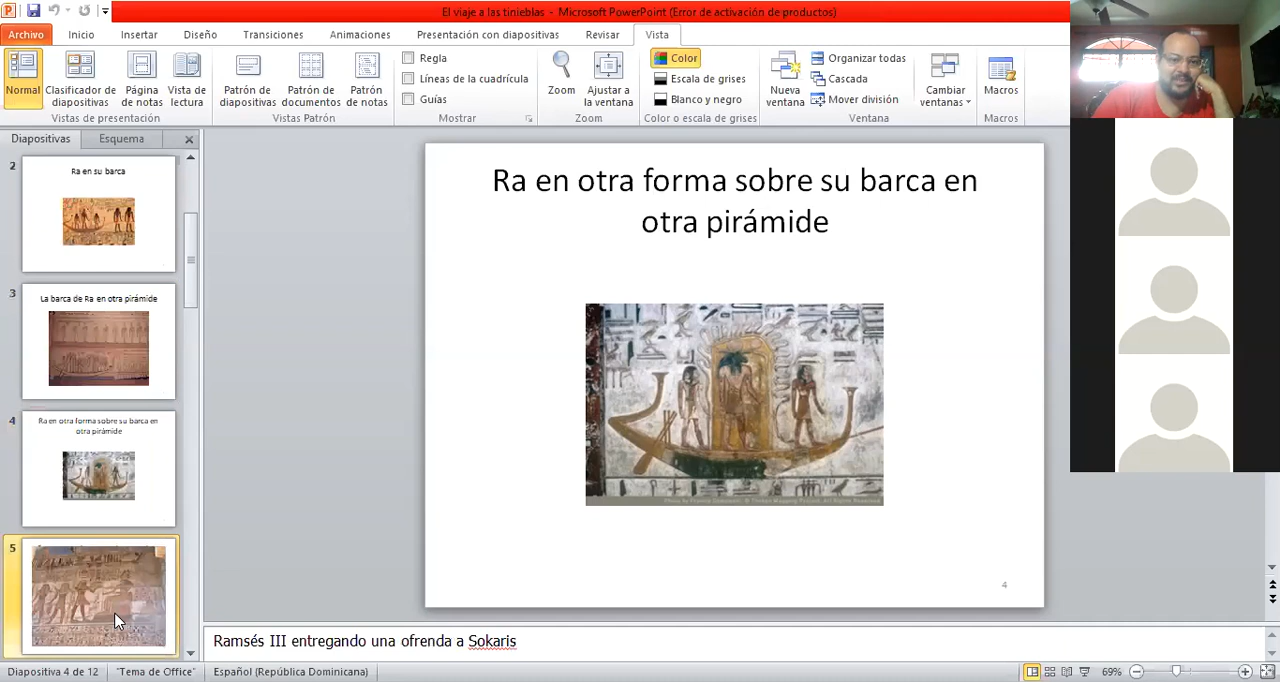 El viaje a las tinieblas - Microsoft PowerPoint (Error de activación de productos)
Archivo Inicio Insertar Diseño Transiciones Animaciones Presentación con diapositivas Revisar Vista
Normal
Clasificador de diapositivas
Página de notas
Vista de lectura
Vistas de presentación
Patrón de diapositivas
Patrón de documentos
Patrón de notas
Vistas Patrón
Regla
Líneas de la cuadrícula
Guías
Mostrar
Zoom
Ajustar a la ventana
Zoom
Color
Escala de grises
Blanco y negro
Color o escala de grises
Nueva ventana
Organizar todas
Cascada
Mover división
Cambiar ventanas
Ventana
Macros
Macros
Diapositivas Esquema
2
Ra en su barca
3
La barca de Ra en otra pirámide
4
Ra en otra forma sobre su barca en
otra pirámide
5
Ra en otra forma sobre su barca en
otra pirámide
4
Ramsés III entregando una ofrenda a Sokaris
Diapositiva 4 de 12 "Tema de Office" Español (República Dominicana) 69%